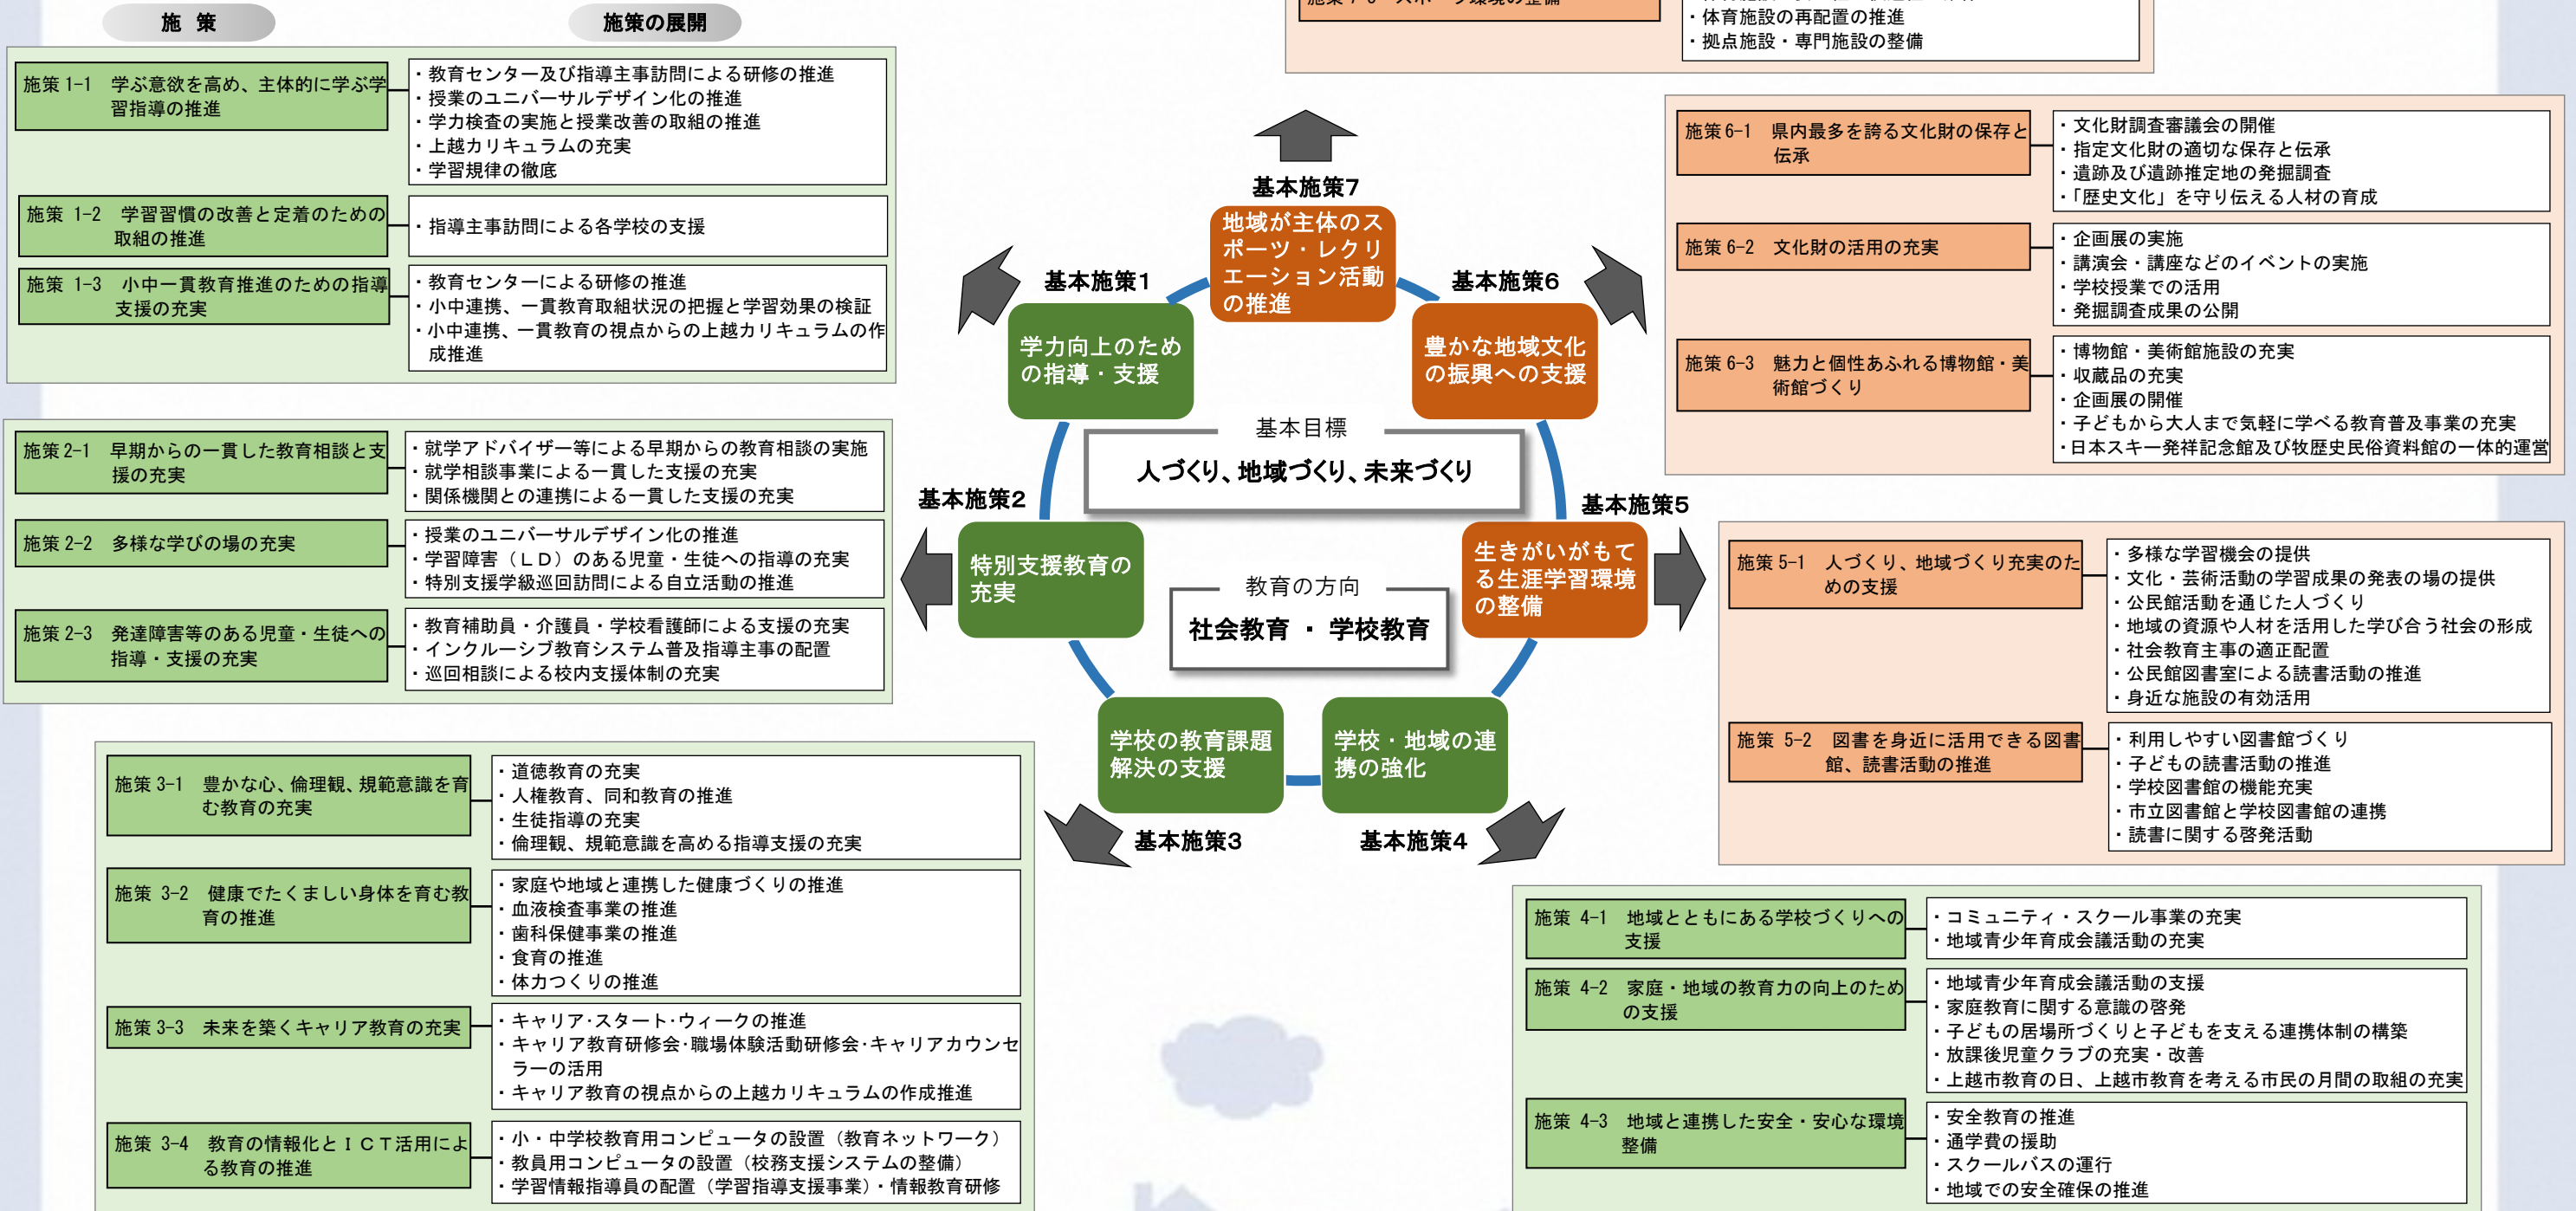 施 策
施策の展開
施策 1-1 学ぶ意欲を高め、主体的に学ぶ学
習指導の推進
・教育センター及び指導主事訪問による研修の推進
・授業のユニバーサルデザイン化の推進
・学力検査の実施と授業改善の取組の推進
・上越カリキュラムの充実
・学習規律の徹底
施策 1-2 学習習慣の改善と定着のための
取組の推進
・指導主事訪問による各学校の支援
施策 1-3 小中一貫教育推進のための指導
支援の充実
・教育センターによる研修の推進
・小中連携、一貫教育取組状況の把握と学習効果の検証
・小中連携、一貫教育の視点からの上越カリキュラムの作
成推進
施策 2-1 早期からの一貫した教育相談と支
援の充実
・就学アドバイザー等による早期からの教育相談の実施
・就学相談事業による一貫した支援の充実
・関係機関との連携による一貫した支援の充実
施策 2-2 多様な学びの場の充実
・授業のユニバーサルデザイン化の推進
・学習障害（ＬＤ）のある児童・生徒への指導の充実
・特別支援学級巡回訪問による自立活動の推進
施策 2-3 発達障害等のある児童・生徒への
指導・支援の充実
・教育補助員・介護員・学校看護師による支援の充実
・インクルーシブ教育システム普及指導主事の配置
・巡回相談による校内支援体制の充実
施策 3-1 豊かな心、倫理観、規範意識を育
む教育の充実
・道徳教育の充実
・人権教育、同和教育の推進
・生徒指導の充実
・倫理観、規範意識を高める指導支援の充実
施策 3-2 健康でたくましい身体を育む教
育の推進
・家庭や地域と連携した健康づくりの推進
・血液検査事業の推進
・歯科保健事業の推進
・食育の推進
・体力つくりの推進
施策 3-3 未来を築くキャリア教育の充実
・キャリア・スタート・ウィークの推進
・キャリア教育研修会・職場体験活動研修会・キャリアカウンセ
ラーの活用
・キャリア教育の視点からの上越カリキュラムの作成推進
施策 3-4 教育の情報化とＩＣＴ活用によ
る教育の推進
・小・中学校教育用コンピュータの設置（教育ネットワーク）
・教員用コンピュータの設置（校務支援システムの整備）
・学習情報指導員の配置（学習指導支援事業）・情報教育研修
基本施策7
地域が主体のス
ポーツ・レクリ
エーション活動
の推進
基本施策1
学力向上のため
の指導・支援
基本施策6
豊かな地域文化
の振興への支援
基本目標
人づくり、地域づくり、未来づくり
基本施策2
特別支援教育の
充実
基本施策5
生きがいがもて
る生涯学習環境
の整備
教育の方向
社会教育 ・ 学校教育
学校の教育課題
解決の支援
基本施策3
学校・地域の連
携の強化
基本施策4
・体育施設の再配置の推進
・拠点施設・専門施設の整備
施策 6-1 県内最多を誇る文化財の保存と
伝承
・文化財調査審議会の開催
・指定文化財の適切な保存と伝承
・遺跡及び遺跡推定地の発掘調査
・「歴史文化」を守り伝える人材の育成
施策 6-2 文化財の活用の充実
・企画展の実施
・講演会・講座などのイベントの実施
・学校授業での活用
・発掘調査成果の公開
施策 6-3 魅力と個性あふれる博物館・美
術館づくり
・博物館・美術館施設の充実
・収蔵品の充実
・企画展の開催
・子どもから大人まで気軽に学べる教育普及事業の充実
・日本スキー発祥記念館及び牧歴史民俗資料館の一体的運営
施策 5-1 人づくり、地域づくり充実のた
めの支援
・多様な学習機会の提供
・文化・芸術活動の学習成果の発表の場の提供
・公民館活動を通じた人づくり
・地域の資源や人材を活用した学び合う社会の形成
・社会教育主事の適正配置
・公民館図書室による読書活動の推進
・身近な施設の有効活用
施策 5-2 図書を身近に活用できる図書
館、読書活動の推進
・利用しやすい図書館づくり
・子どもの読書活動の推進
・学校図書館の機能充実
・市立図書館と学校図書館の連携
・読書に関する啓発活動
施策 4-1 地域とともにある学校づくりへの
支援
・コミュニティ・スクール事業の充実
・地域青少年育成会議活動の充実
施策 4-2 家庭・地域の教育力の向上のため
の支援
・地域青少年育成会議活動の支援
・家庭教育に関する意識の啓発
・子どもの居場所づくりと子どもを支える連携体制の構築
・放課後児童クラブの充実・改善
・上越市教育の日、上越市教育を考える市民の月間の取組の充実
施策 4-3 地域と連携した安全・安心な環境
整備
・安全教育の推進
・通学費の援助
・スクールバスの運行
・地域での安全確保の推進